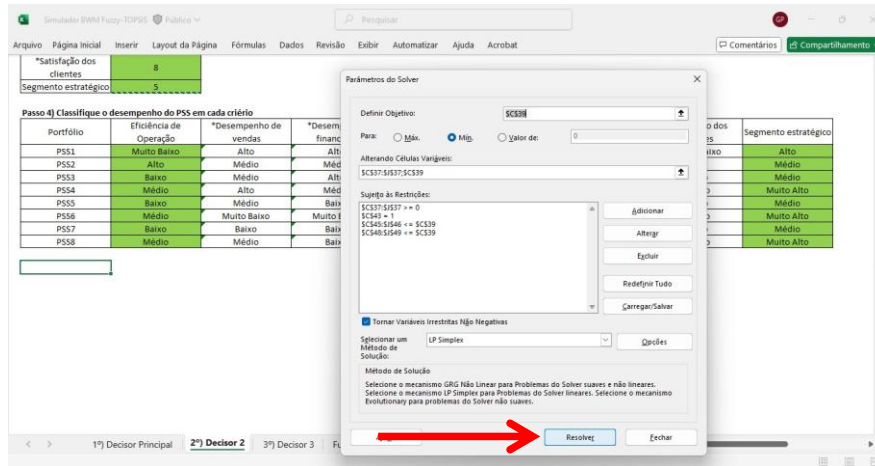 Simulador BWM Fuzzy-TOPSIS Público
Pesquisar
GP
Arquivo Página Inicial Inserir Layout da Página Fórmulas Dados Revisão Exibir Automatizar Ajuda Acrobat
Comentários Compartilhamento
*Satisfação dos clientes 8
Segmento estratégico 5
Passo 4) Classifique o desempenho do PSS em cada criério
Portfólio Eficiência de Operação *Desempenho de vendas Segmento estratégico
PSS1 Muito Baixo Alto Alto
PSS2 Alto Médio Médio
PSS3 Baixo Médio Médio
PSS4 Médio Alto Muito Alto
PSS5 Médio Médio Muito Alto
PSS6 Médio Muito Baixo Muito Alto
PSS7 Baixo Baixo Médio
PSS8 Médio Médio Muito Alto
Parâmetros do Solver
Definir Objetivo: $C$39
Para: Máx. Mín. Valor de: 0
Alterando Células Variáveis:
$C$37:$J$37;$C$39
Sujeito às Restrições:
$C$37:$J$37 >= 0
$C$43 = 1
$C$45:$J$46 <= $C$39
$C$48:$J$49 <= $C$39
Adicionar
Alterar
Excluir
Redefinir Tudo
Carregar/Salvar
Tornar Variáveis Irrestritas Não Negativas
Selecionar um Método de Solução: LP Simplex Opções
Método de Solução
Selecione o mecanismo GRG Não Linear para Problemas do Solver suaves e não lineares.
Selecione o mecanismo LP Simplex para Problemas do Solver lineares. Selecione o mecanismo
Evolutionary para problemas do Solver não suaves.
Resolver Fechar
1º) Decisor Principal 2º) Decisor 2 3º) Decisor 3